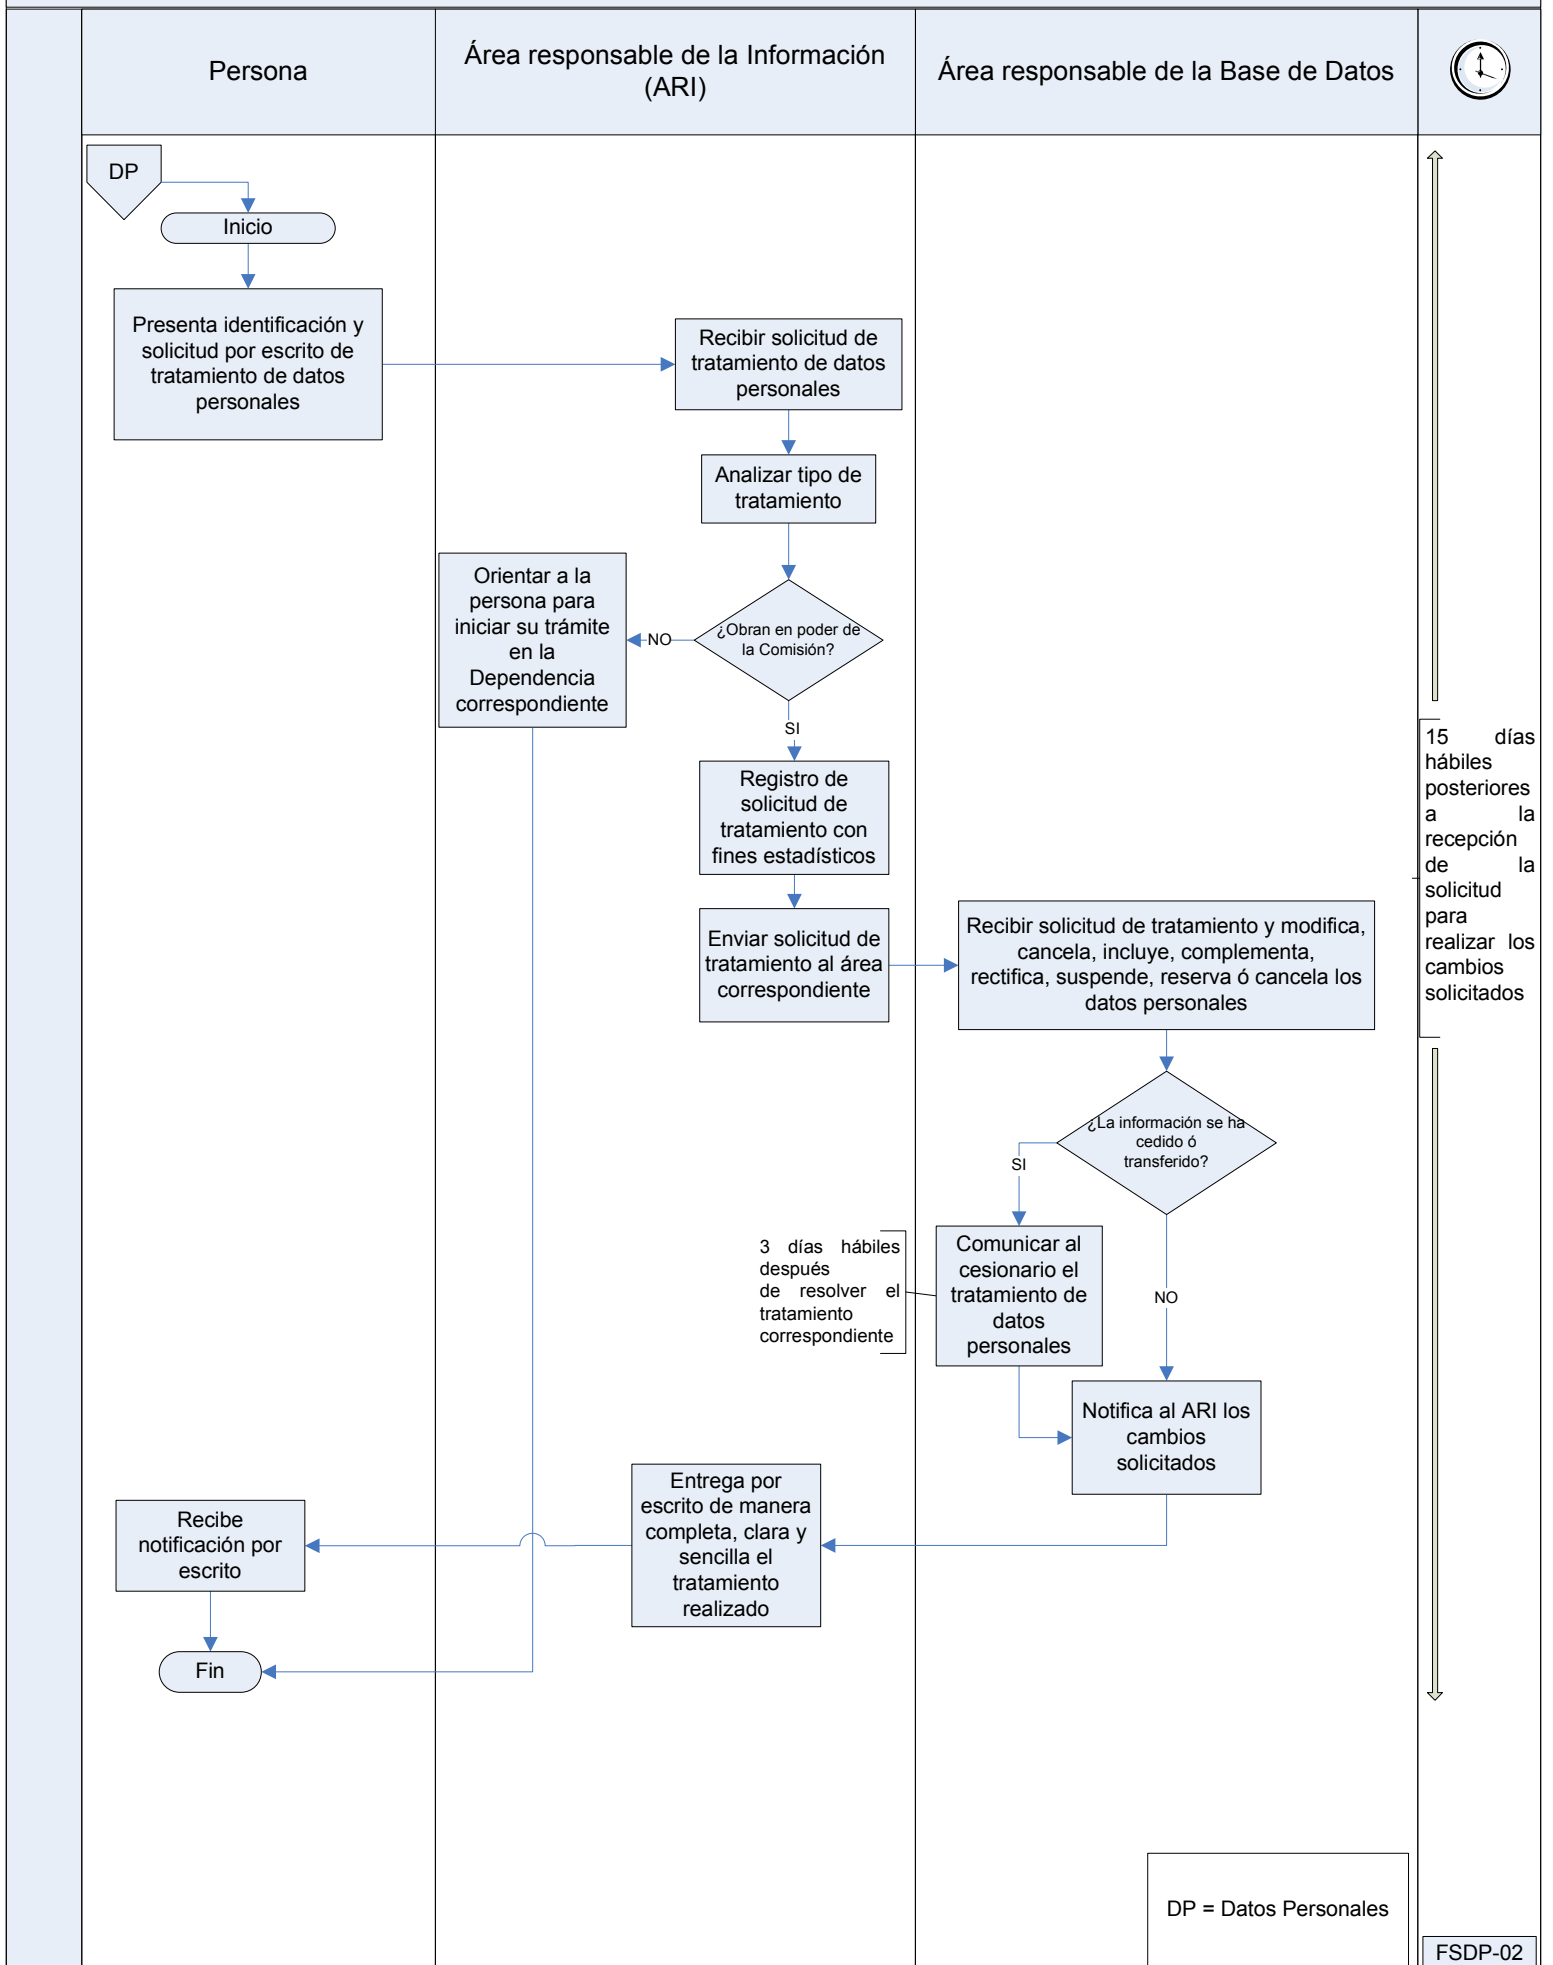 Persona
Área responsable de la Información
(ARI)
Área responsable de la Base de Datos
DP
Inicio
Presenta identificación y
solicitud por escrito de
tratamiento de datos
personales
Recibir solicitud de
tratamiento de datos
personales
Analizar tipo de
tratamiento
Orientar a la
persona para
iniciar su trámite
en la
Dependencia
correspondiente
NO
¿Obran en poder de
la Comisión?
SI
Registro de
solicitud de
tratamiento con
fines estadísticos
15 días
hábiles
posteriores
a la
recepción
de la
solicitud
para
realizar los
cambios
solicitados
Enviar solicitud de
tratamiento al área
correspondiente
Recibir solicitud de tratamiento y modifica,
cancela, incluye, complementa,
rectifica, suspende, reserva ó cancela los
datos personales
¿La información se ha
cedido ó
transferido?
SI
3 días hábiles
después
de resolver el
tratamiento
correspondiente
Comunicar al
cesionario el
tratamiento de
datos
personales
NO
Notifica al ARI los
cambios
solicitados
Entrega por
escrito de manera
completa, clara y
sencilla el
tratamiento
realizado
Recibe
notificación por
escrito
Fin
DP = Datos Personales
FSDP-02